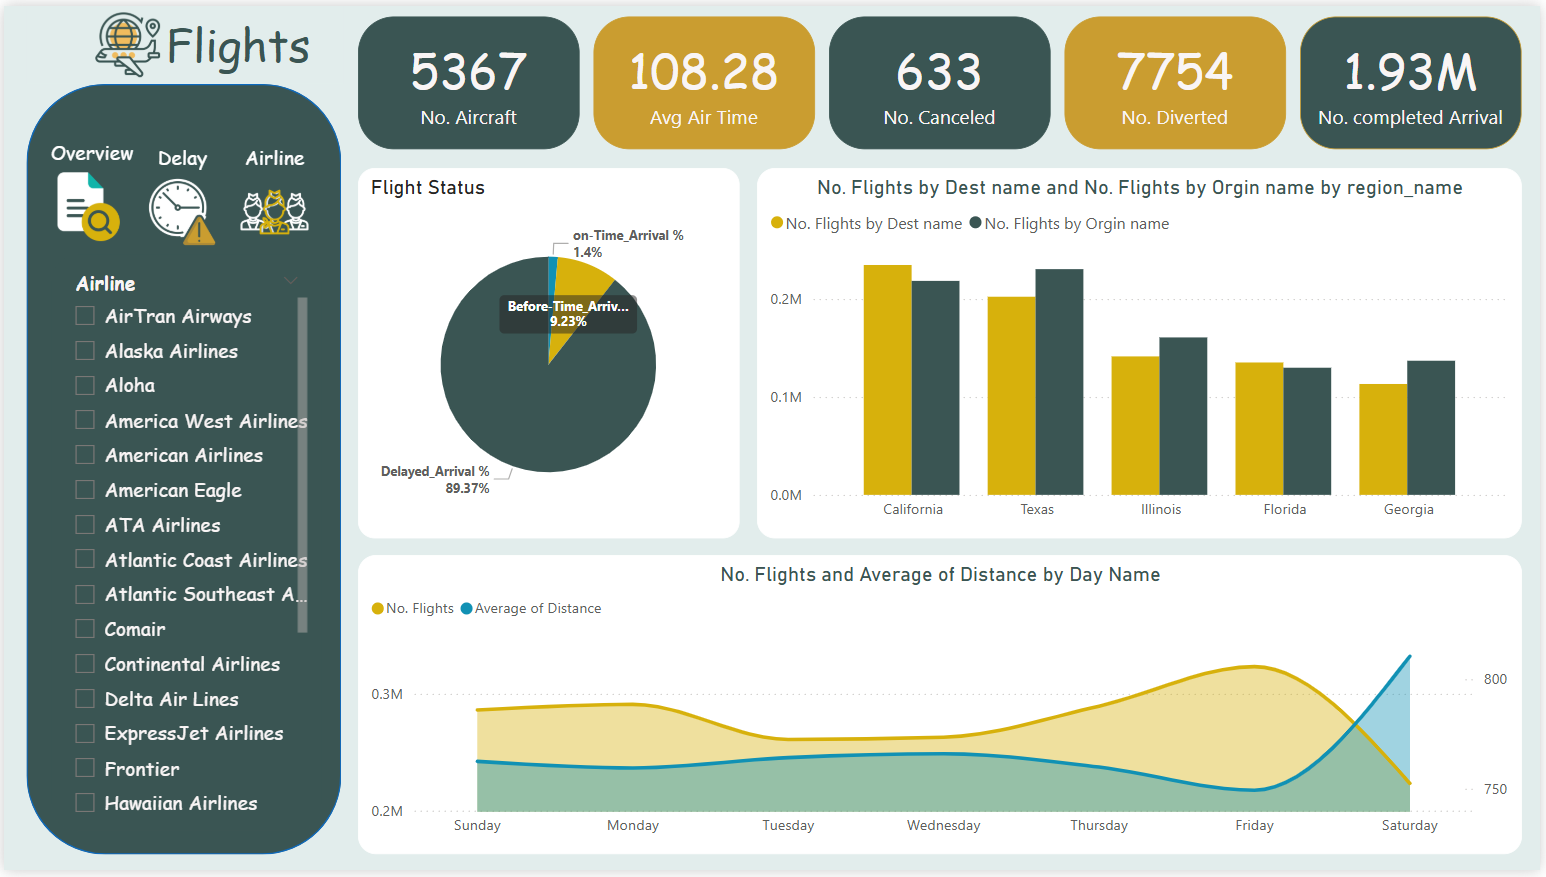 Flights
5367
No. Aircraft
108.28
Avg Air Time
633
No. Canceled
7754
No. Diverted
1.93M
No. completed Arrival
Overview
Delay
Airline
Airline
AirTran Airways
Alaska Airlines
Aloha
America West Airlines
American Airlines
American Eagle
ATA Airlines
Atlantic Coast Airlines
Atlantic Southeast A...
Comair
Continental Airlines
Delta Air Lines
ExpressJet Airlines
Frontier
Hawaiian Airlines
Flight Status
on-Time_Arrival %
1.4%
Before-Time_Arriv...
9.23%
Delayed_Arrival %
89.37%
No. Flights by Dest name and No. Flights by Orgin name by region_name
No. Flights by Dest name No. Flights by Orgin name
0.2M
0.1M
0.0M
California Texas Illinois Florida Georgia
No. Flights and Average of Distance by Day Name
No. Flights Average of Distance
0.3M
0.2M
800
750
Sunday Monday Tuesday Wednesday Thursday Friday Saturday